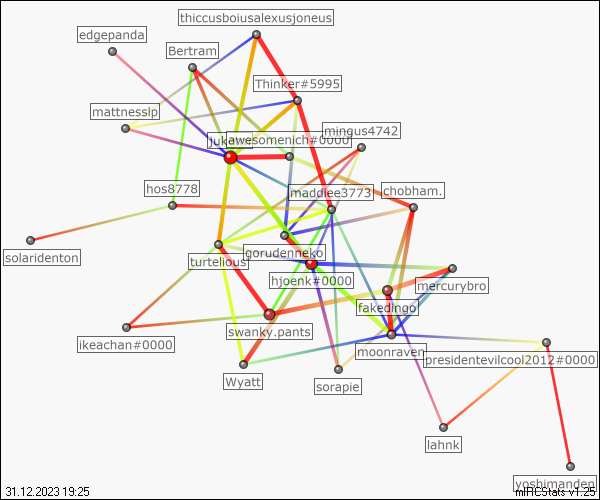 thiccusboiusalexusjoneus
edgepanda
Bertram
Thinker#5995
mattnesslp
mingus4742
awesomenich#0000
hos8778
maddiee3773
chobham.
solaridenton
gorudenneko
turtelious
hjoenk#0000
mercurybro
fakedingo
swanky.pants
ikeachan#0000
moonraven
presidentevilcool2012#0000
Wyatt
sorapie
lahnk
yoshimanden
31.12.2023 19:25
mIRCStats v1.25